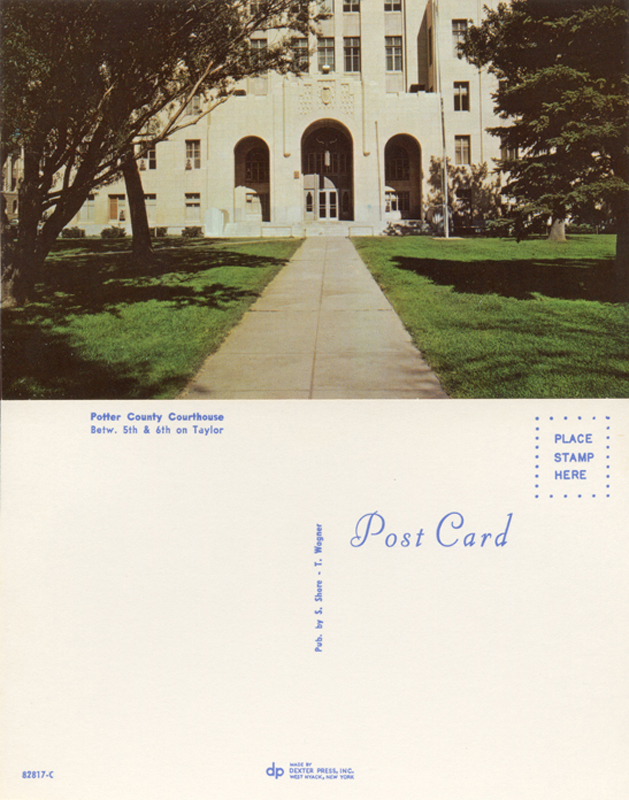 Potter County Courthouse
Betw. 5th & 6th on Taylor
PLACE
STAMP
HERE
Post Card
Pub. by S. Shore - T. Wagner
82817-C
dp
MADE BY
DEXTER PRESS, INC.
WEST NYACK, NEW YORK